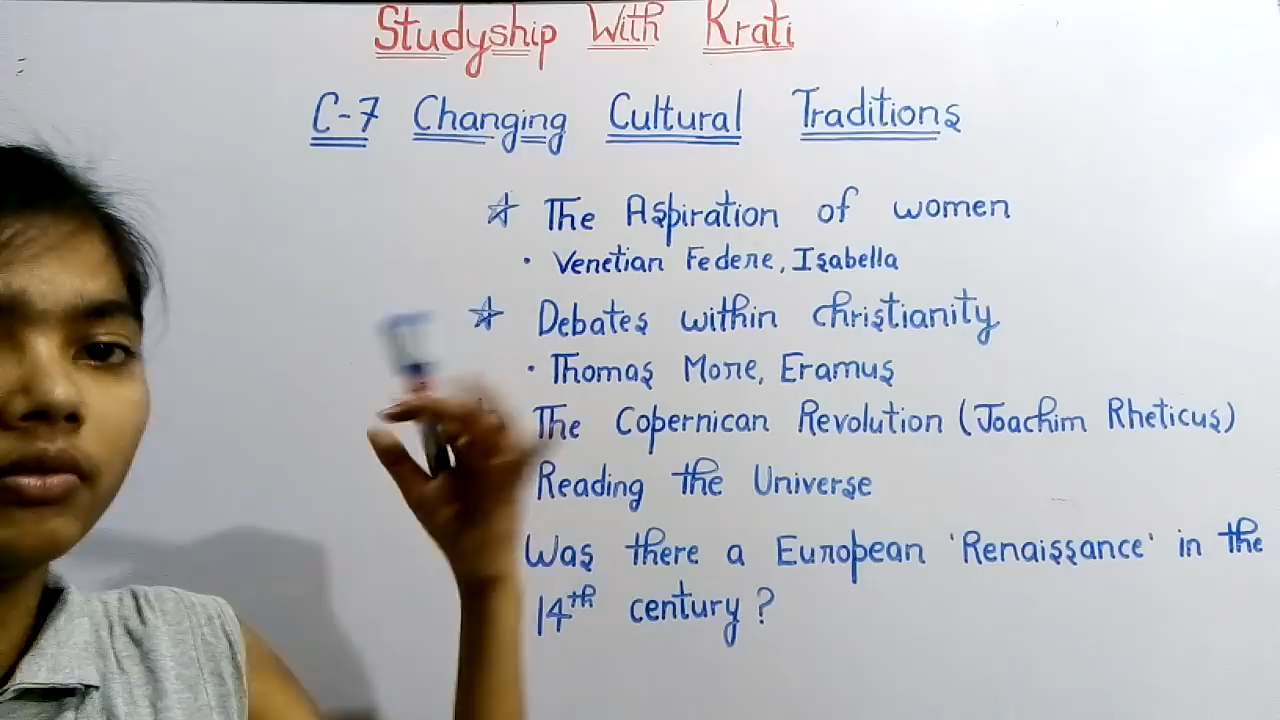 Studyship With Krati
C-7 Changing Cultural Traditions
☆ The Aspiration of women
• Venetian Federe, Isabella
☆ Debates within christianity
• Thomas More, Eramus
The Copernican Revolution (Joachim Rheticus)
Reading the Universe
Was there a European 'Renaissance' in the
14th century?